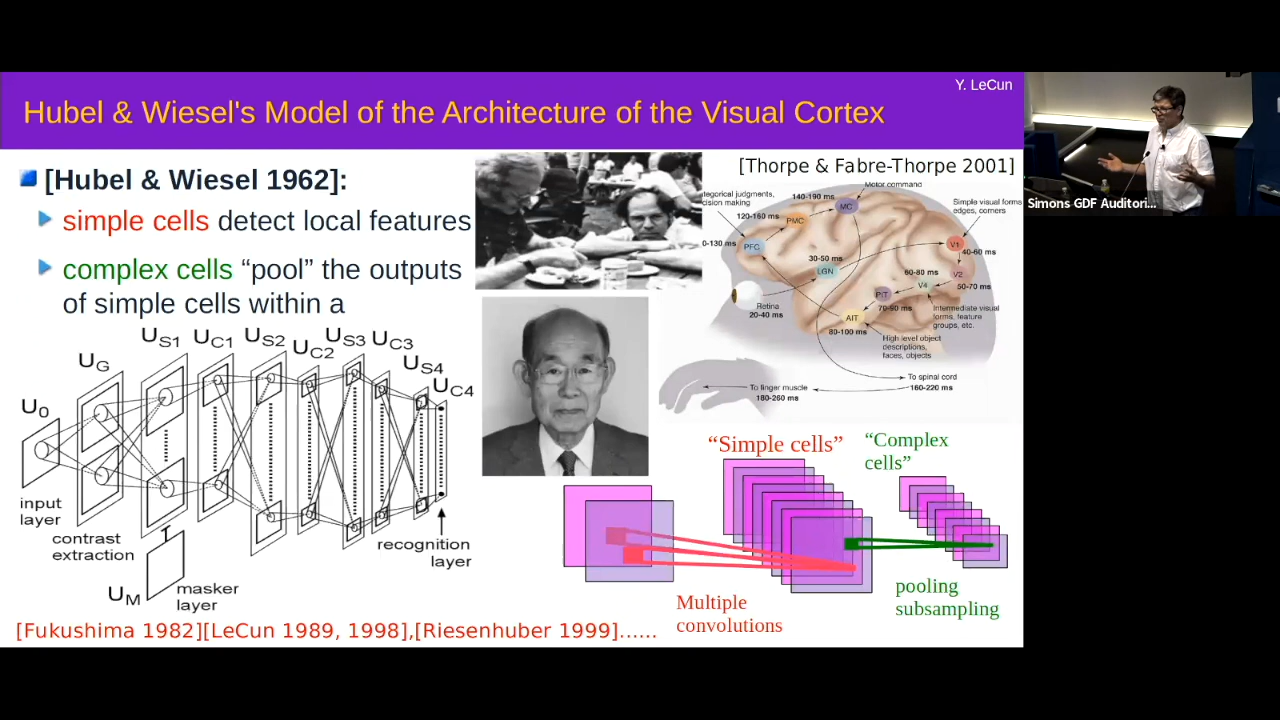 Y. LeCun
Hubel & Wiesel's Model of the Architecture of the Visual Cortex
[Hubel & Wiesel 1962]:
simple cells detect local features
complex cells “pool” the outputs
of simple cells within a
[Thorpe & Fabre-Thorpe 2001]
Motor command
tegorical judgments,
cision making
140-190 ms
MC
Simple visual forms
edges, corners
120-160 ms
PMC
0-130 ms
PFC
V1
40-60 ms
30-50 ms
LGN
60-80 ms
V2
V4
50-70 ms
PIT
70-90 ms
Retina
20-40 ms
Intermediate visual
forms, feature
groups, etc.
AIT
80-100 ms
High level object
descriptions,
faces, objects
To spinal cord
160-220 ms
To finger muscle
180-260 ms
Simons GDF Auditori...
U0
UG
US1
UC1
US2
UC2
US3
UC3
US4
UC4
input
layer
contrast
extraction
UM
masker
layer
recognition
layer
“Simple cells”
“Complex
cells”
Multiple
convolutions
pooling
subsampling
[Fukushima 1982][LeCun 1989, 1998],[Riesenhuber 1999]......